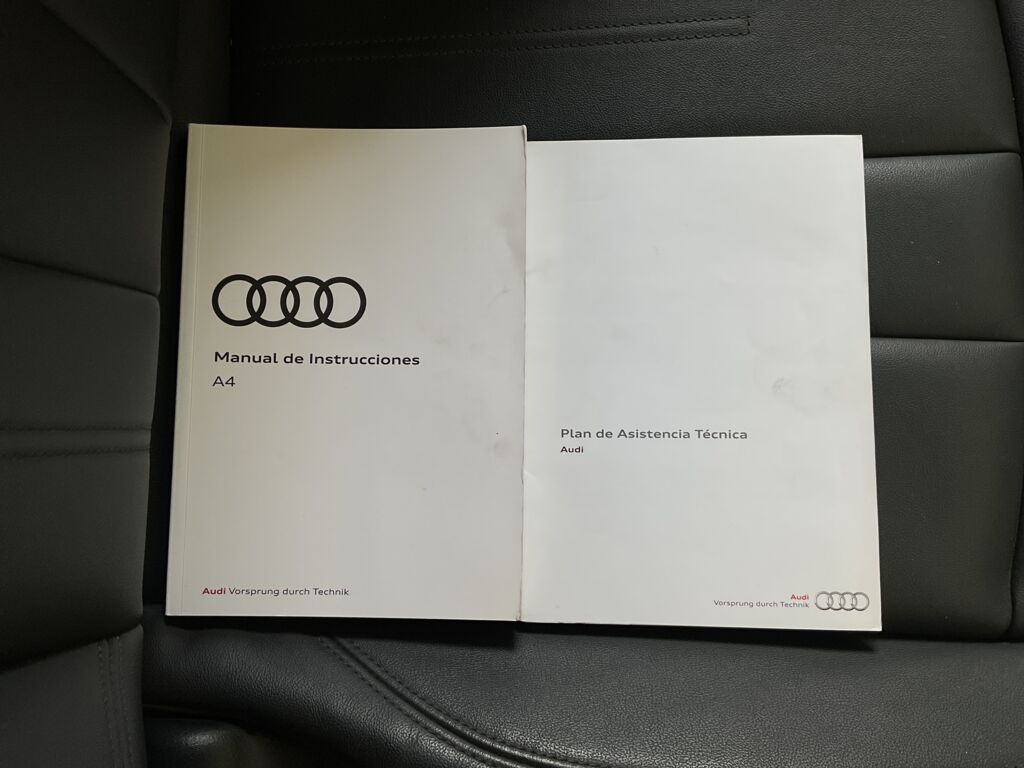 Manual de Instrucciones
A4
Audi Vorsprung durch Technik
Plan de Asistencia Técnica
Audi
Audi
Vorsprung durch Technik